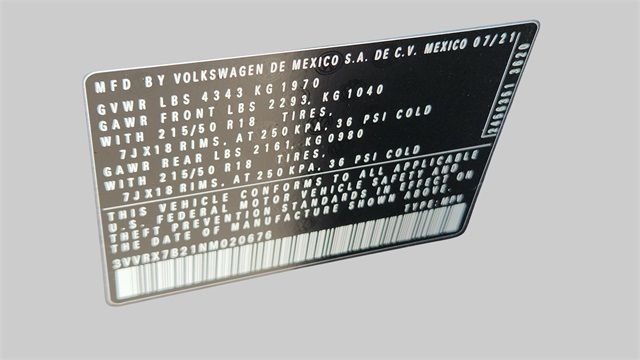 MFD BY VOLKSWAGEN DE MEXICO S.A. DE C.V. MEXICO 07/21
GVWR LBS 4343 KG 1970
GAWR FRONT LBS 2293, KG 1040
WITH 215/50 R18 TIRES,
7JX18 RIMS, AT 250 KPA, 36 PSI COLD
GAWR REAR LBS 2161, KG 0980
WITH 215/50 R18 TIRES,
7JX18 RIMS, AT 250 KPA, 36 PSI COLD
THIS VEHICLE CONFORMS TO ALL APPLICABLE
U.S. FEDERAL MOTOR VEHICLE SAFETY AND
THEFT PREVENTION STANDARDS IN EFFECT ON
THE DATE OF MANUFACTURE SHOWN ABOVE.
3VVRX7B21NM020676 TYPE: MPV